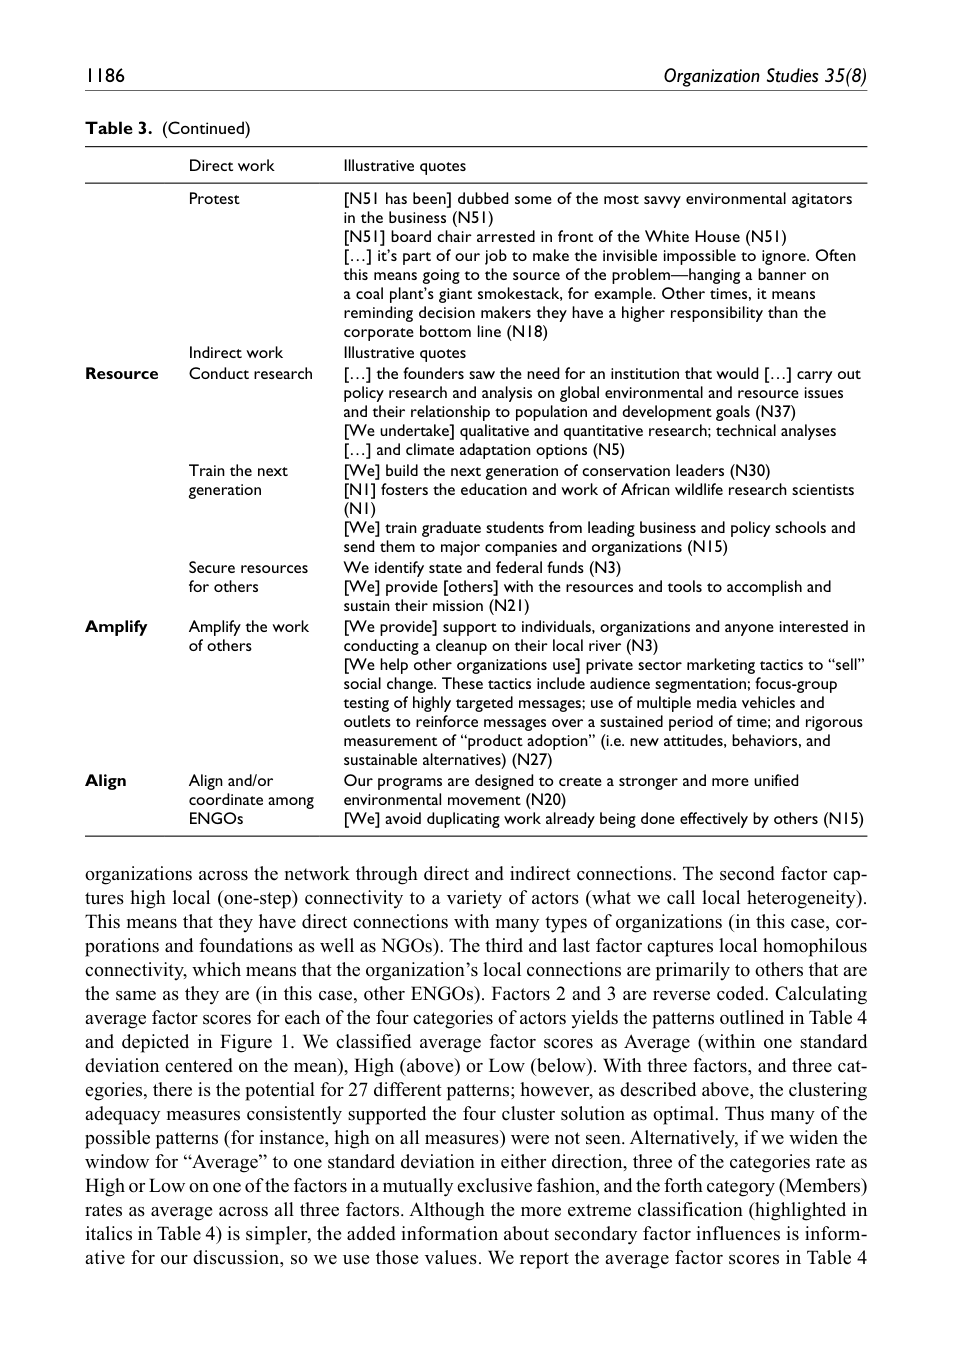 1186
Organization Studies 35(8)
Table 3. (Continued)
Direct work Illustrative quotes
Protest [N51 has been] dubbed some of the most savvy environmental agitators
in the business (N51)
[N51] board chair arrested in front of the White House (N51)
[…] it’s part of our job to make the invisible impossible to ignore. Often
this means going to the source of the problem—hanging a banner on
a coal plant’s giant smokestack, for example. Other times, it means
reminding decision makers they have a higher responsibility than the
corporate bottom line (N18)
Indirect work Illustrative quotes
Resource Conduct research […] the founders saw the need for an institution that would […] carry out
policy research and analysis on global environmental and resource issues
and their relationship to population and development goals (N37)
[We undertake] qualitative and quantitative research; technical analyses
[…] and climate adaptation options (N5)
Train the next [We] build the next generation of conservation leaders (N30)
generation [N1] fosters the education and work of African wildlife research scientists
(N1)
[We] train graduate students from leading business and policy schools and
send them to major companies and organizations (N15)
Secure resources We identify state and federal funds (N3)
for others [We] provide [others] with the resources and tools to accomplish and
sustain their mission (N21)
Amplify Amplify the work [We provide] support to individuals, organizations and anyone interested in
of others conducting a cleanup on their local river (N3)
[We help other organizations use] private sector marketing tactics to “sell”
social change. These tactics include audience segmentation; focus-group
testing of highly targeted messages; use of multiple media vehicles and
outlets to reinforce messages over a sustained period of time; and rigorous
measurement of “product adoption” (i.e. new attitudes, behaviors, and
sustainable alternatives) (N27)
Align Align and/or Our programs are designed to create a stronger and more unified
coordinate among environmental movement (N20)
ENGOs [We] avoid duplicating work already being done effectively by others (N15)
organizations across the network through direct and indirect connections. The second factor cap-
tures high local (one-step) connectivity to a variety of actors (what we call local heterogeneity).
This means that they have direct connections with many types of organizations (in this case, cor-
porations and foundations as well as NGOs). The third and last factor captures local homophilous
connectivity, which means that the organization’s local connections are primarily to others that are
the same as they are (in this case, other ENGOs). Factors 2 and 3 are reverse coded. Calculating
average factor scores for each of the four categories of actors yields the patterns outlined in Table 4
and depicted in Figure 1. We classified average factor scores as Average (within one standard
deviation centered on the mean), High (above) or Low (below). With three factors, and three cat-
egories, there is the potential for 27 different patterns; however, as described above, the clustering
adequacy measures consistently supported the four cluster solution as optimal. Thus many of the
possible patterns (for instance, high on all measures) were not seen. Alternatively, if we widen the
window for “Average” to one standard deviation in either direction, three of the categories rate as
High or Low on one of the factors in a mutually exclusive fashion, and the forth category (Members)
rates as average across all three factors. Although the more extreme classification (highlighted in
italics in Table 4) is simpler, the added information about secondary factor influences is inform-
ative for our discussion, so we use those values. We report the average factor scores in Table 4